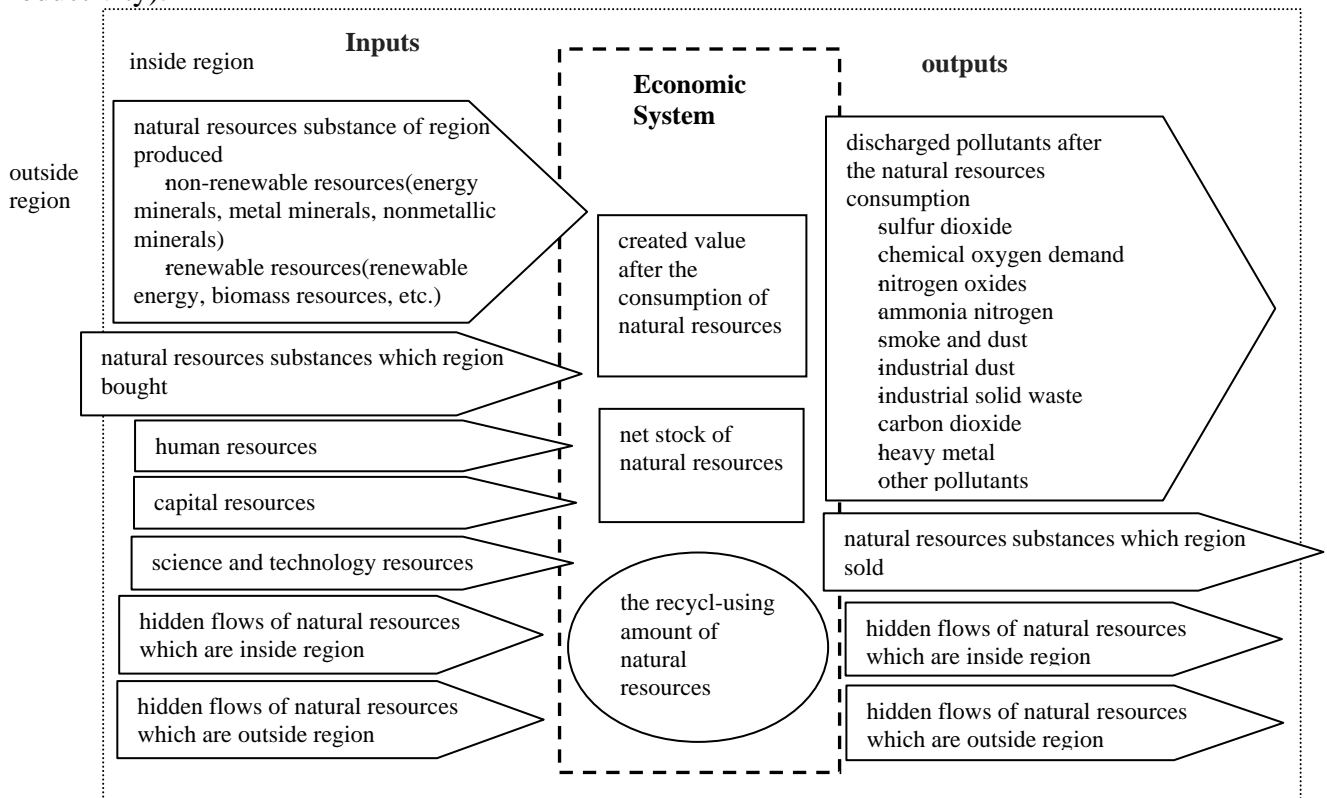 Inputs
inside region
outputs
Economic
System
outside
region
natural resources substance of region
produced
·non-renewable resources(energy
minerals, metal minerals, nonmetallic
minerals)
·renewable resources(renewable
energy, biomass resources, etc.)
natural resources substances which region
bought
human resources
capital resources
science and technology resources
hidden flows of natural resources
which are inside region
hidden flows of natural resources
which are outside region
created value
after the
consumption of
natural resources
net stock of
natural resources
the recycl-using
amount of
natural
resources
discharged pollutants after
the natural resources
consumption
·sulfur dioxide
·chemical oxygen demand
·nitrogen oxides
·ammonia nitrogen
·smoke and dust
·industrial dust
·industrial solid waste
·carbon dioxide
·heavy metal
·other pollutants
natural resources substances which region
sold
hidden flows of natural resources
which are inside region
hidden flows of natural resources
which are outside region